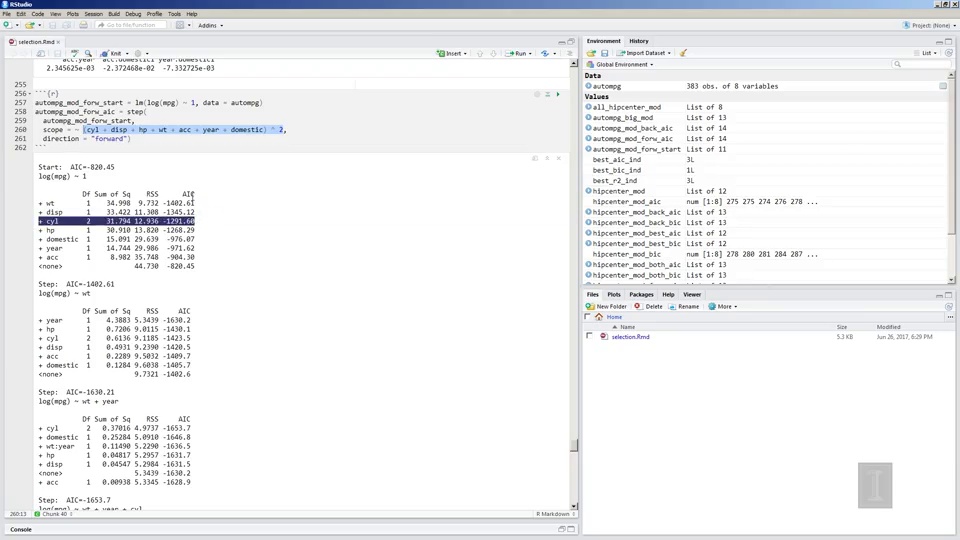 RStudio
File Edit Code View Plots Session Build Debug Profile Tools Help
Go to file/function
Addins
Project: (None)
selection.Rmd
Knit
Insert
Run
2.345625e-03 -2.372468e-02 -7.332725e-03
255
256 ```{r}
257 autompg_mod_forw_start = lm(log(mpg) ~ 1, data = autompg)
258 autompg_mod_forw_aic = step(
259 autompg_mod_forw_start,
260 scope = ~ (cyl + disp + hp + wt + acc + year + domestic) ^ 2,
261 direction = "forward")
262 ```
Start: AIC=-820.45
log(mpg) ~ 1
Df Sum of Sq RSS AIC
+ wt 1 34.998 9.732 -1402.61
+ disp 1 33.422 11.308 -1345.12
+ cyl 2 31.794 12.936 -1291.60
+ hp 1 30.910 13.820 -1268.29
+ domestic 1 15.091 29.639 -976.07
+ year 1 14.744 29.986 -971.62
+ acc 1 8.982 35.748 -904.30
<none> 44.730 -820.45
Step: AIC=-1402.61
log(mpg) ~ wt
Df Sum of Sq RSS AIC
+ year 1 4.3883 5.3439 -1630.2
+ hp 1 0.7206 9.0115 -1430.1
+ cyl 2 0.6136 9.1185 -1423.5
+ disp 1 0.4931 9.2390 -1420.5
+ acc 1 0.2289 9.5032 -1409.7
+ domestic 1 0.1284 9.6038 -1405.7
<none> 9.7321 -1402.6
Step: AIC=-1630.21
log(mpg) ~ wt + year
Df Sum of Sq RSS AIC
+ cyl 2 0.37016 4.9737 -1653.7
+ domestic 1 0.25284 5.0910 -1646.8
+ wt:year 1 0.11490 5.2290 -1636.5
+ hp 1 0.04817 5.2957 -1631.7
+ disp 1 0.04547 5.2984 -1631.5
<none> 5.3439 -1630.2
+ acc 1 0.00938 5.3345 -1628.9
Step: AIC=-1653.7
log(mpg) ~ wt + year + cyl
260:13 Chunk 40 R Markdown
Console
Environment History
Import Dataset List
Global Environment
Data
autompg 383 obs. of 8 variables
Values
all_hipcenter_mod List of 8
autompg_big_mod List of 13
autompg_mod_back_aic List of 14
autompg_mod_forw_aic List of 14
autompg_mod_forw_start List of 11
best_aic_ind 3L
best_bic_ind 1L
best_r2_ind 3L
hipcenter_mod List of 12
hipcenter_mod_aic num [1:8] 275 275 274 276 277 ...
hipcenter_mod_back_aic List of 13
hipcenter_mod_back_bic List of 13
hipcenter_mod_best_aic List of 12
hipcenter_mod_best_bic List of 12
hipcenter_mod_bic num [1:8] 278 280 281 284 287 ...
hipcenter_mod_both_aic List of 13
hipcenter_mod_both_bic List of 13
Files Plots Packages Help Viewer
New Folder Delete Rename More
Home
Name Size Modified
selection.Rmd 5.3 KB Jun 26, 2017, 6:29 PM